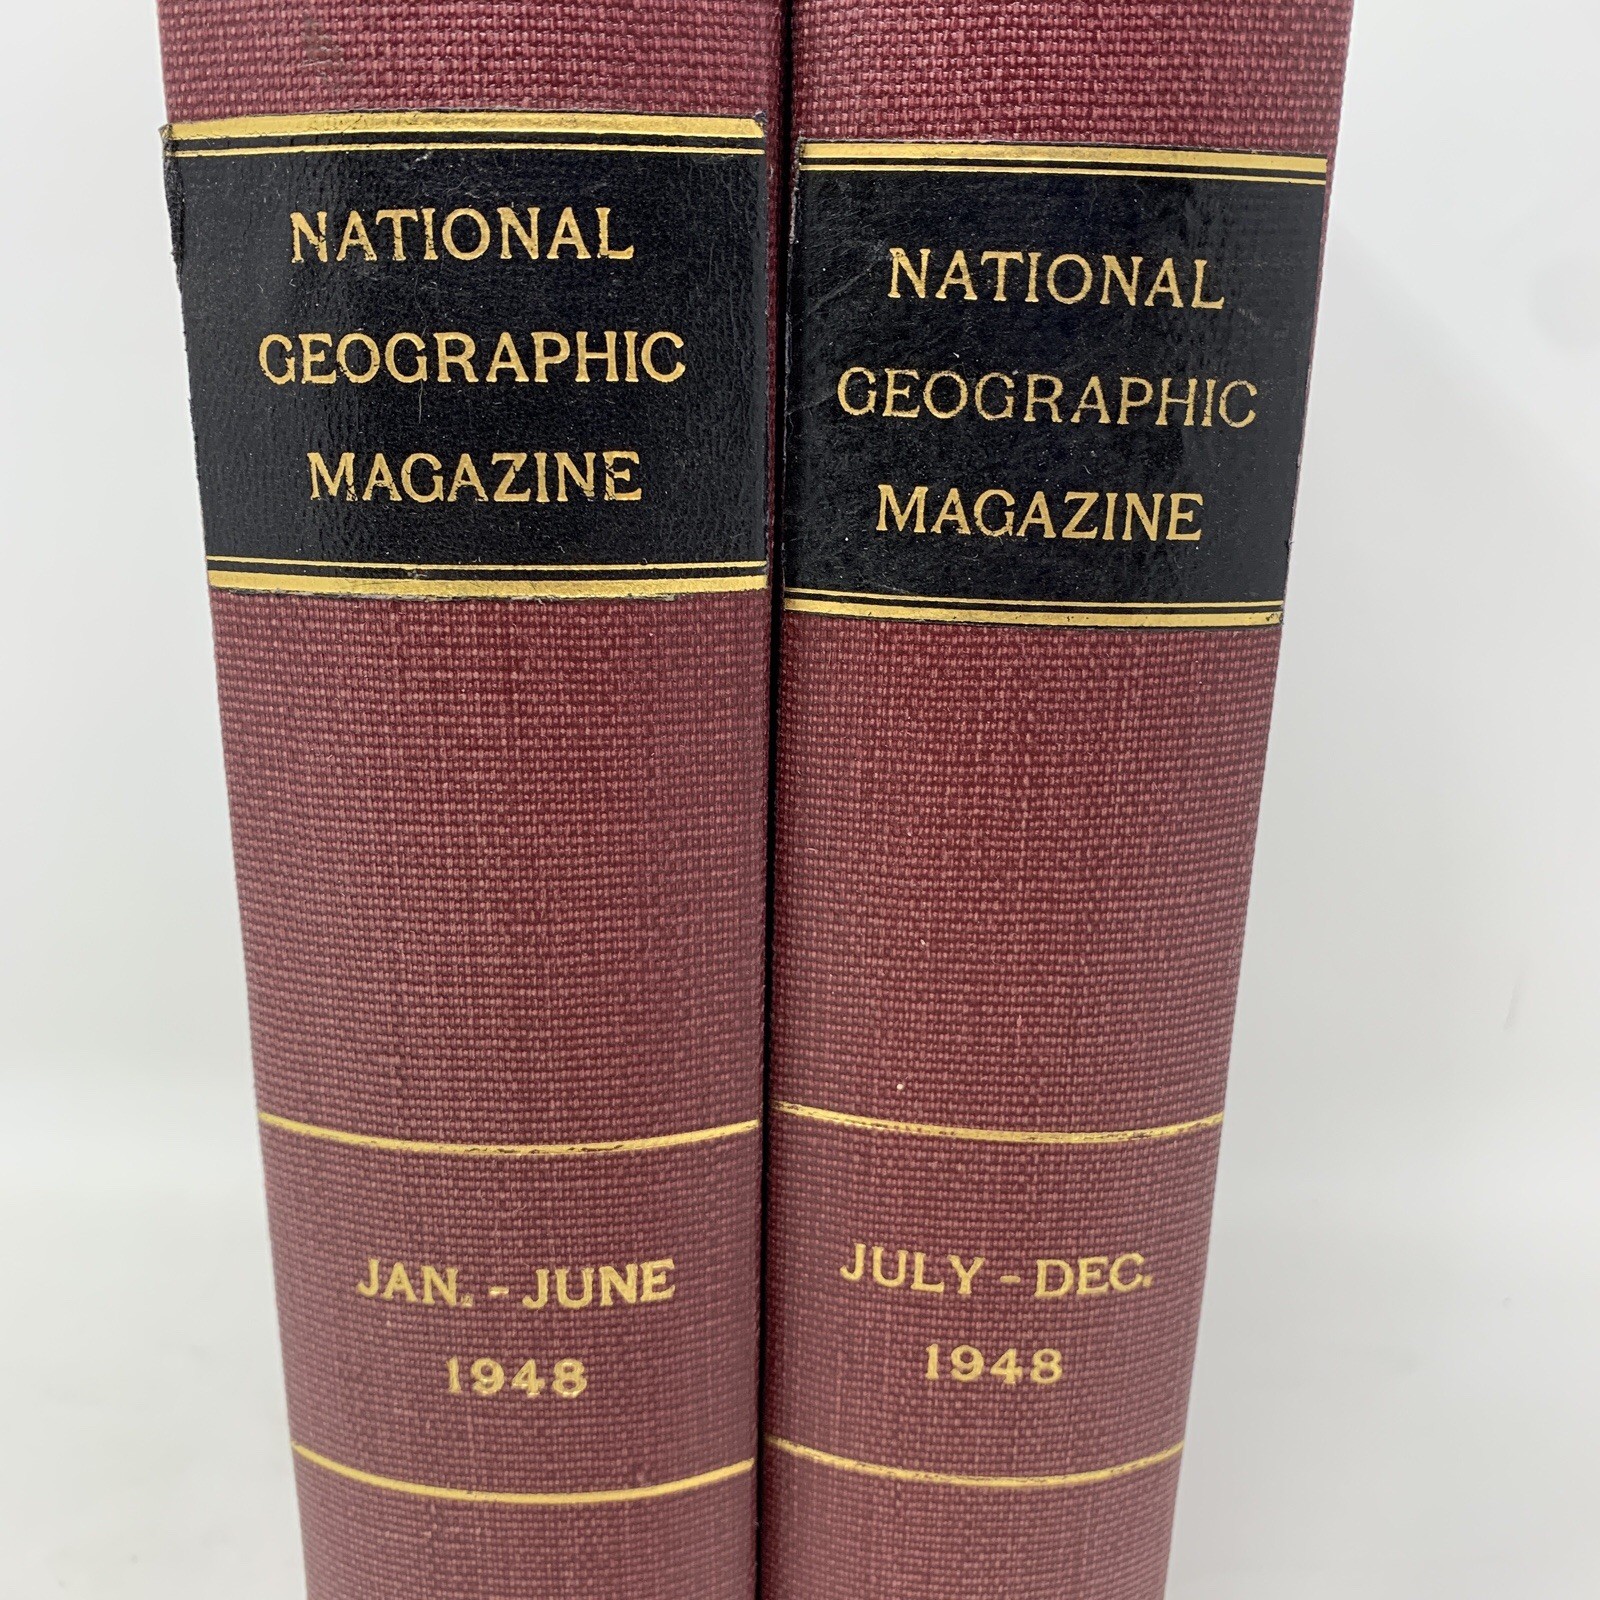 NATIONAL
GEOGRAPHIC
MAGAZINE
JAN. - JUNE
1948
NATIONAL
GEOGRAPHIC
MAGAZINE
JULY - DEC.
1948